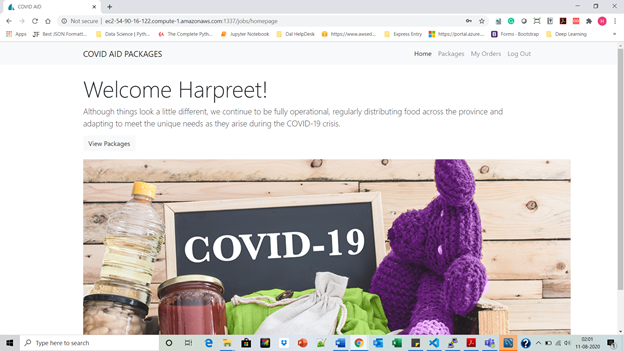 COVID AID
Not secure | ec2-54-90-16-122.compute-1.amazonaws.com:1337/jobs/homepage
Apps
Best JSON Formatt...
Data Science | Pyth...
The Complete Pyth...
Jupyter Notebook
Dal HelpDesk
https://www.awsed...
Express Entry
https://portal.azure...
Forms · Bootstrap
Deep Learning
COVID AID PACKAGES
Home
Packages
My Orders
Log Out
Welcome Harpreet!
Although things look a little different, we continue to be fully operational, regularly distributing food across the province and
adapting to meet the unique needs as they arise during the COVID-19 crisis.
View Packages
COVID-19
Type here to search
02:01
11-08-2020